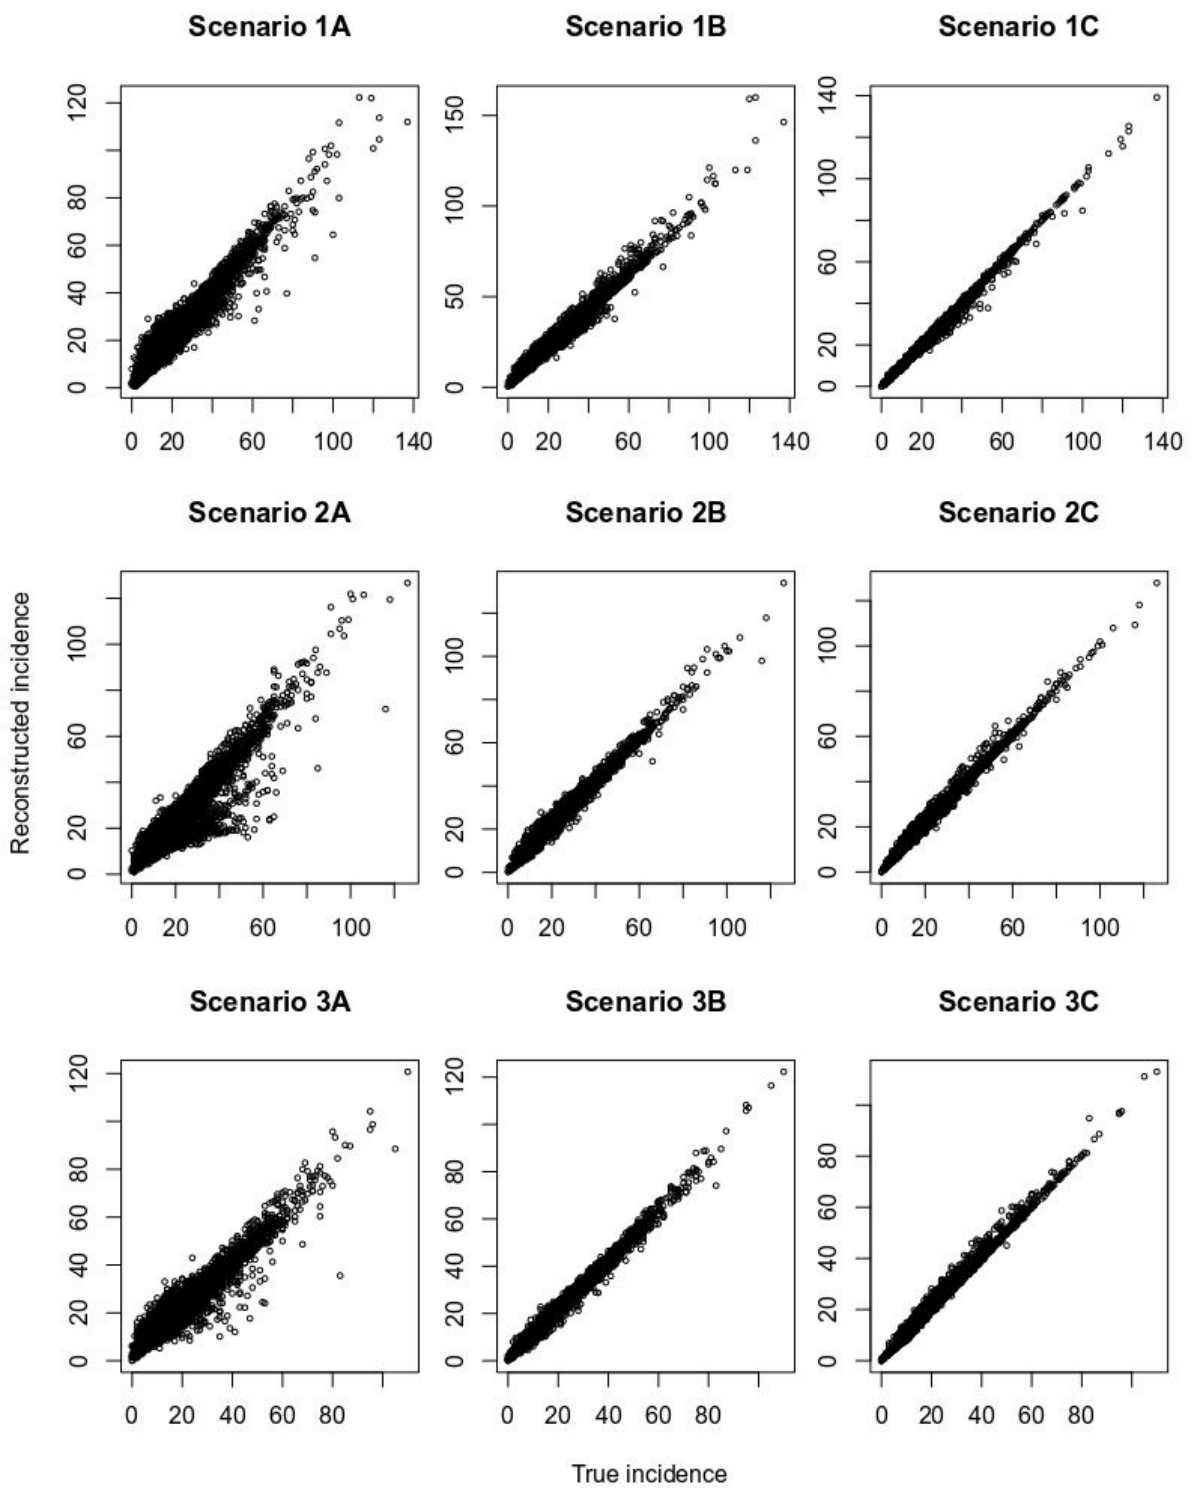 Scenario 1A Scenario 1B Scenario 1C
0 20 40 60 80 120
0 50 100 150
0 20 60 100 140
0 20 60 100 140 0 20 60 100 140 0 20 60 100 140
Scenario 2A Scenario 2B Scenario 2C
Reconstructed incidence
0 20 60 100
0 20 60 100
0 20 60 100
0 20 60 100 0 20 60 100 0 20 60 100
Scenario 3A Scenario 3B Scenario 3C
0 20 40 60 80 120
0 20 40 60 80 120
0 20 40 60 80
0 20 40 60 80 0 20 40 60 80 0 20 40 60 80
True incidence